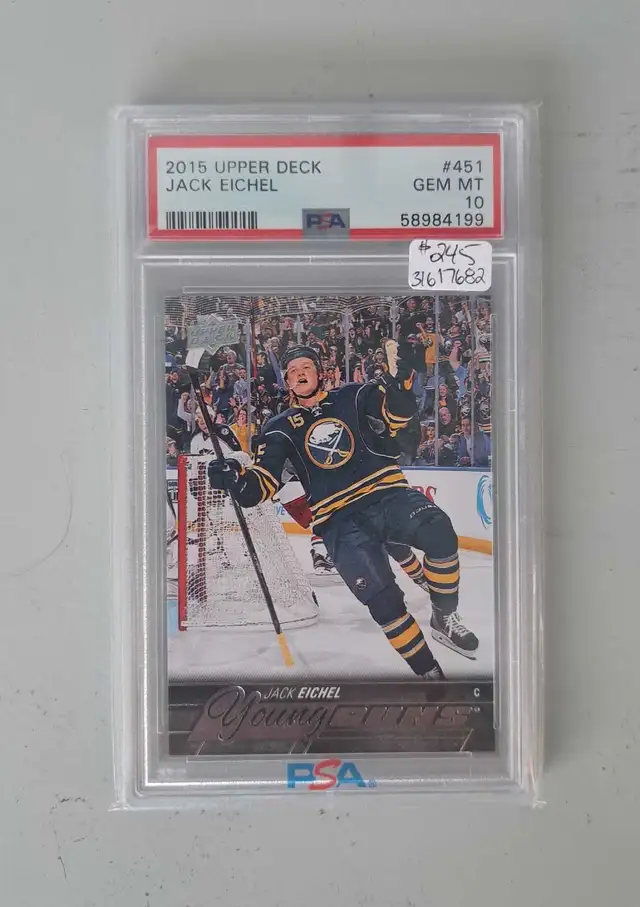 2015 UPPER DECK #451
JACK EICHEL GEM MT
10
PSA 58984199
#245
31617682
15
JACK EICHEL C
Young GUNS
PSA